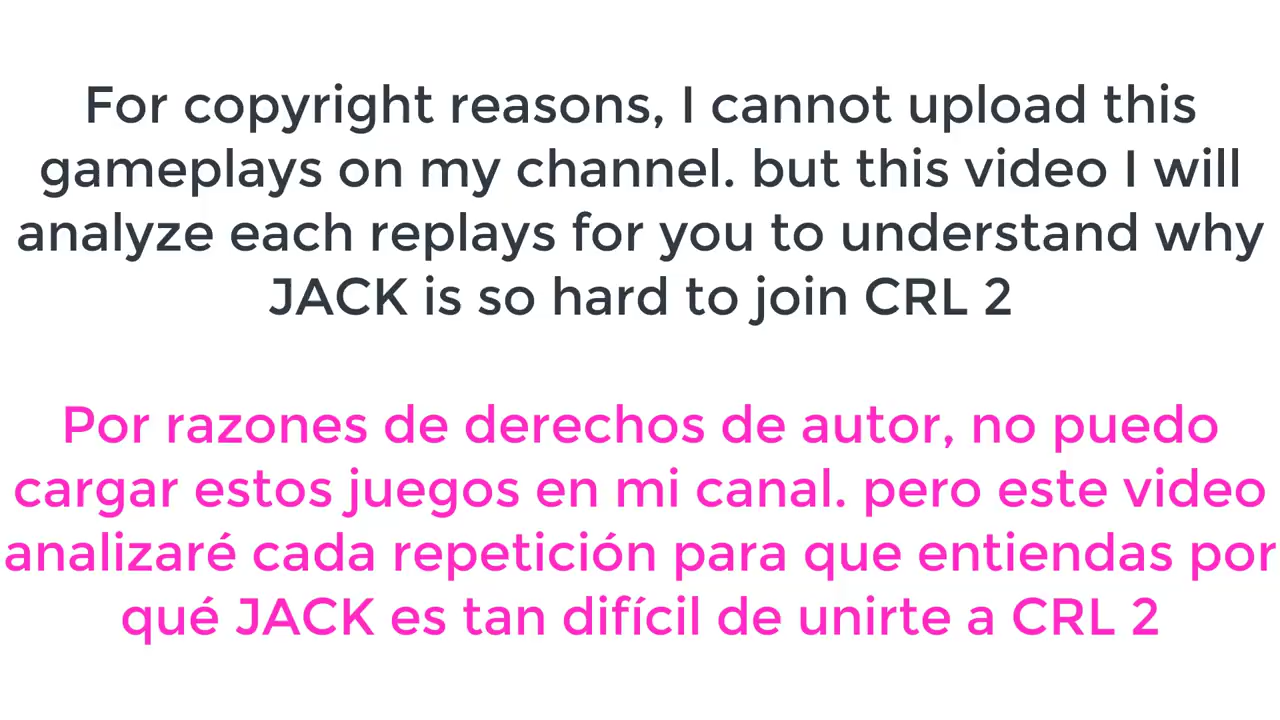 For copyright reasons, I cannot upload this
gameplays on my channel. but this video I will
analyze each replays for you to understand why
JACK is so hard to join CRL 2
Por razones de derechos de autor, no puedo
cargar estos juegos en mi canal. pero este video
analizaré cada repetición para que entiendas por
qué JACK es tan difícil de unirte a CRL 2